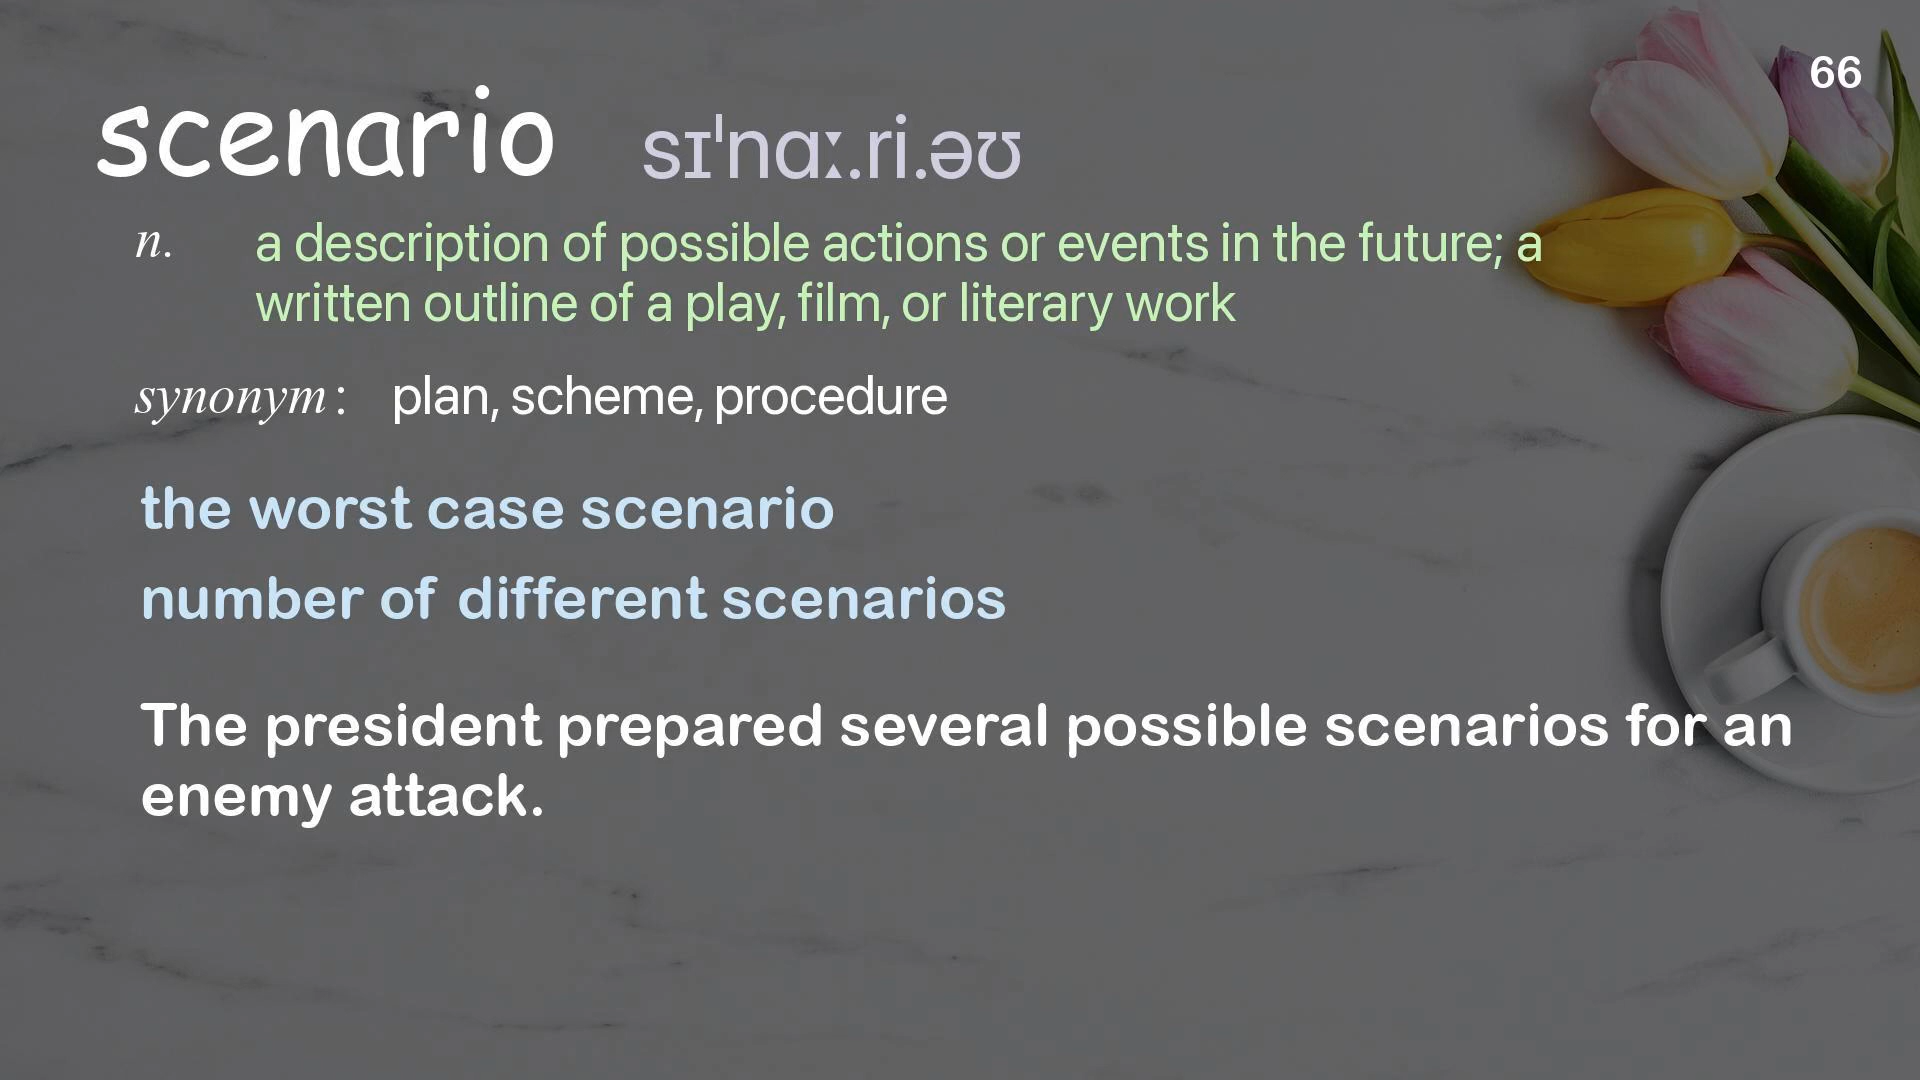 66
scenario sɪˈnɑː.ri.əʊ
n. a description of possible actions or events in the future; a
written outline of a play, film, or literary work
synonym : plan, scheme, procedure
the worst case scenario
number of different scenarios
The president prepared several possible scenarios for an
enemy attack.